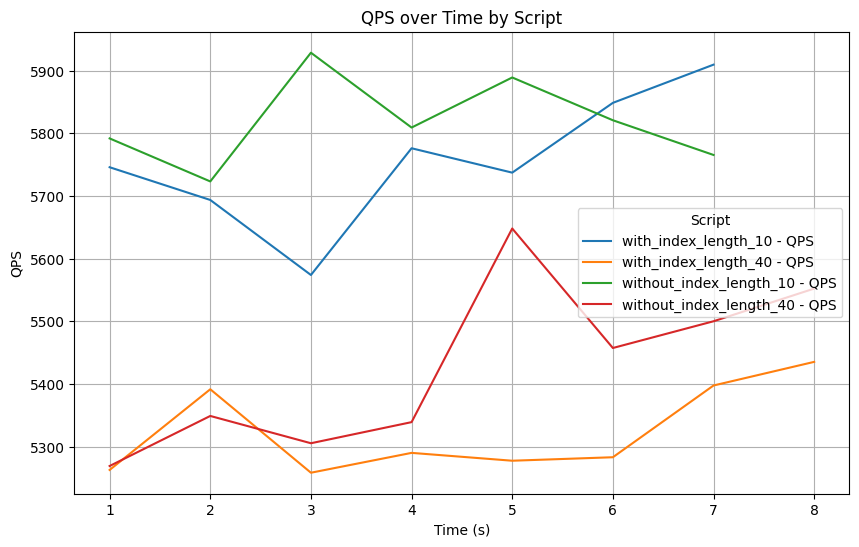 QPS over Time by Script
QPS
5900
5800
5700
5600
5500
5400
5300
Script
with_index_length_10 - QPS
with_index_length_40 - QPS
without_index_length_10 - QPS
without_index_length_40 - QPS
1 2 3 4 5 6 7 8
Time (s)